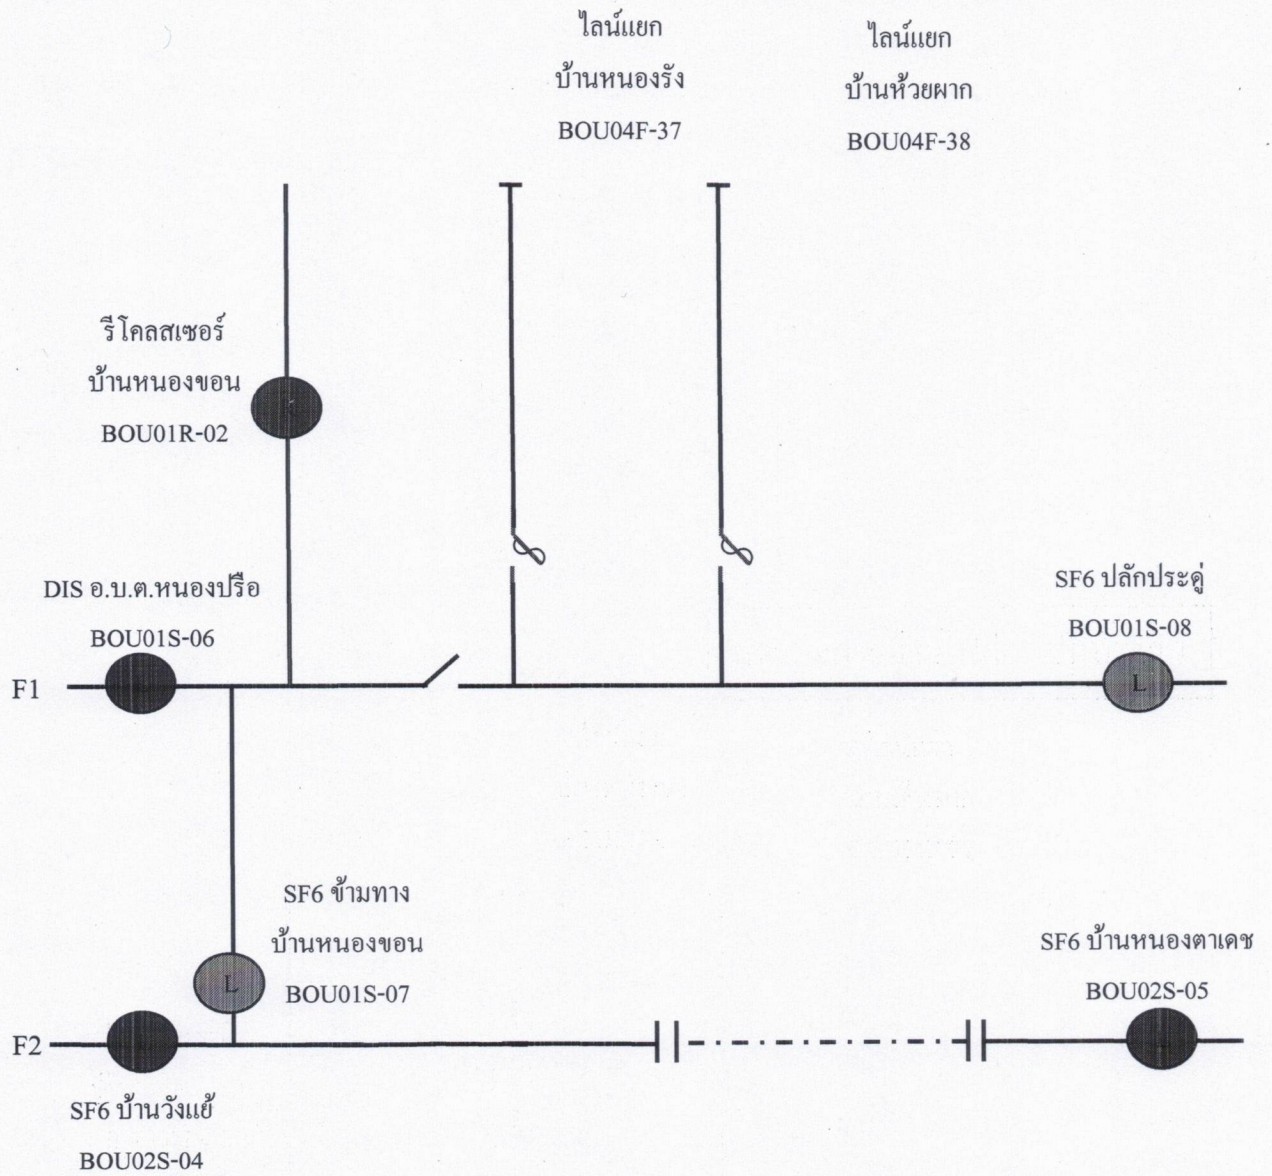 ไลน์แยก
บ้านหนองรัง
BOU04F-37
ไลน์แยก
บ้านห้วยผาก
BOU04F-38
รีโคลสเซอร์
บ้านหนองขอน
BOU01R-02
DIS อ.บ.ต.หนองปรือ
BOU01S-06
SF6 ปลักประดู่
BOU01S-08
F1
L
SF6 ข้ามทาง
บ้านหนองขอน
BOU01S-07
L
SF6 บ้านหนองตาเดช
BOU02S-05
F2
SF6 บ้านวังแย้
BOU02S-04